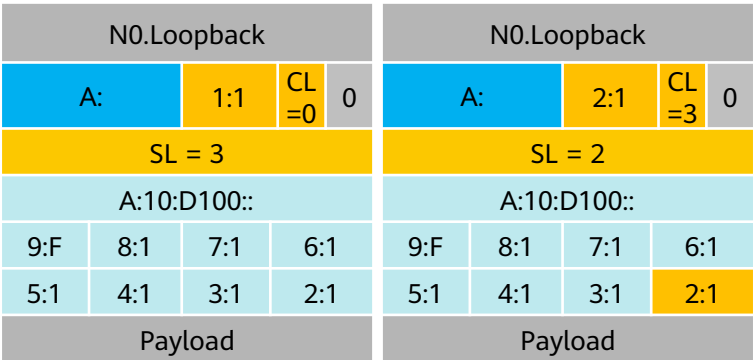 N0.Loopback
A: 1:1 CL =0 0
SL = 3
A:10:D100::
9:F 8:1 7:1 6:1
5:1 4:1 3:1 2:1
Payload
N0.Loopback
A: 2:1 CL =3 0
SL = 2
A:10:D100::
9:F 8:1 7:1 6:1
5:1 4:1 3:1 2:1
Payload